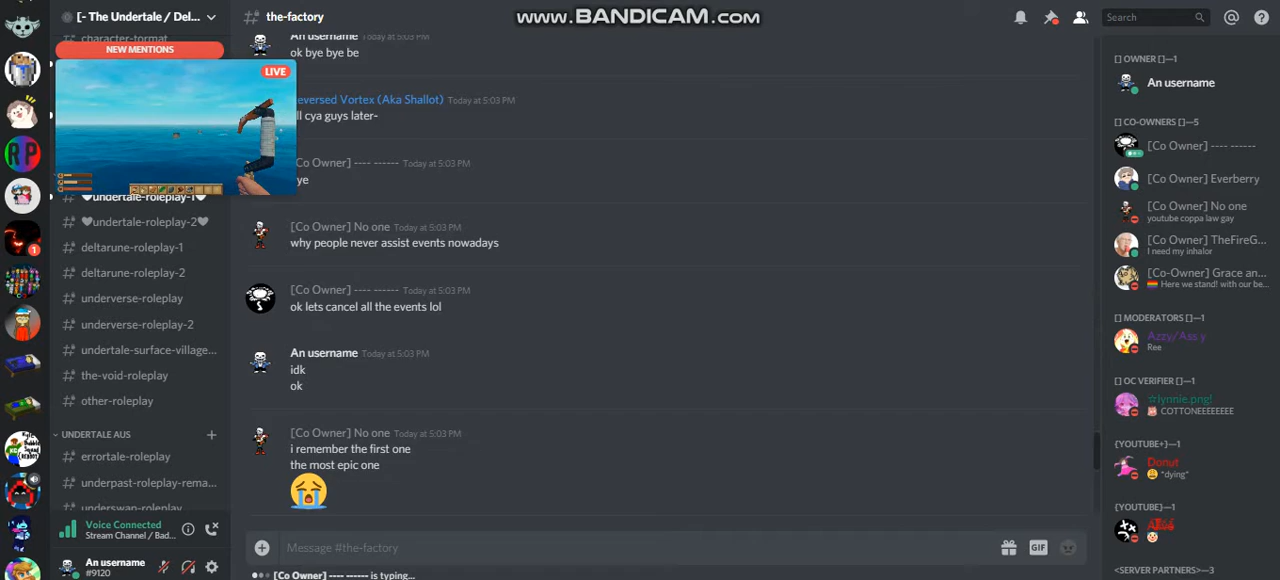 www.BANDICAM.com
[- The Undertale / Del...
the-factory
Search
character-format
NEW MENTIONS
LIVE
♥undertale-roleplay-1♥
♥undertale-roleplay-2♥
deltarune-roleplay-1
deltarune-roleplay-2
underverse-roleplay
underverse-roleplay-2
undertale-surface-village...
the-void-roleplay
other-roleplay
UNDERTALE AUS
errortale-roleplay
underpast-roleplay-rema...
underswap-roleplay
Voice Connected
Stream Channel / Bad...
An username
#9120
An username Today at 5:03 PM
ok bye bye be
eversed Vortex (Aka Shallot) Today at 5:03 PM
ll cya guys later-
[Co Owner] ---- ------ Today at 5:03 PM
ye
[Co Owner] No one Today at 5:03 PM
why people never assist events nowadays
[Co Owner] ---- ------ Today at 5:03 PM
ok lets cancel all the events lol
An username Today at 5:03 PM
idk
ok
[Co Owner] No one Today at 5:03 PM
i remember the first one
the most epic one
Message #the-factory
GIF
[Co Owner] ---- ------ is typing...
[] OWNER []—1
An username
[] CO-OWNERS []—5
[Co Owner] ---- ------
[Co Owner] Everberry
[Co Owner] No one
youtube coppa law gay
[Co Owner] TheFireG...
I need my inhalor
[Co-Owner] Grace an...
Here we stand! with our be...
[] MODERATORS []—1
Azzy/Ass y
Ree
[] OC VERIFIER []—1
☆lynnie.png!
COTTONEEEEEEE
{YOUTUBE+}—1
Donut
*dying*
{YOUTUBE}—1
<SERVER PARTNERS>—3
1